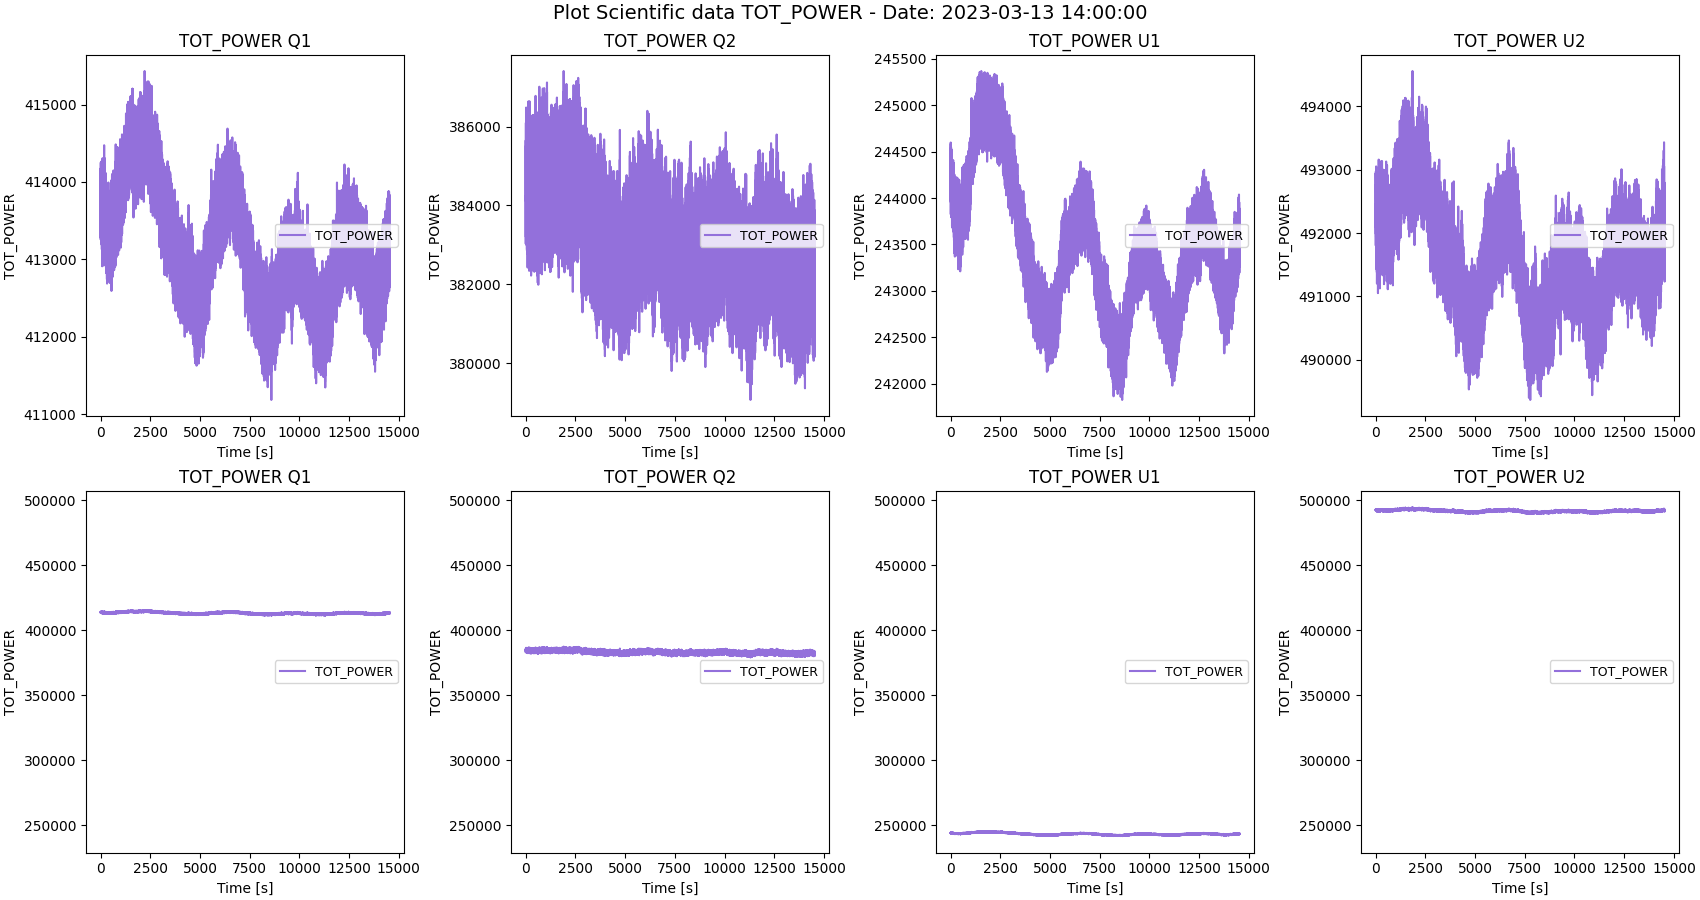 Plot Scientific data TOT_POWER - Date: 2023-03-13 14:00:00
TOT_POWER Q1
TOT_POWER
415000
414000
413000
412000
411000
TOT_POWER
0 2500 5000 7500 10000 12500 15000
Time [s]
TOT_POWER Q2
TOT_POWER
386000
384000
382000
380000
TOT_POWER
0 2500 5000 7500 10000 12500 15000
Time [s]
TOT_POWER U1
TOT_POWER
245500
245000
244500
244000
243500
243000
242500
242000
TOT_POWER
0 2500 5000 7500 10000 12500 15000
Time [s]
TOT_POWER U2
TOT_POWER
494000
493000
492000
491000
490000
TOT_POWER
0 2500 5000 7500 10000 12500 15000
Time [s]
TOT_POWER Q1
TOT_POWER
500000
450000
400000
350000
300000
250000
TOT_POWER
0 2500 5000 7500 10000 12500 15000
Time [s]
TOT_POWER Q2
TOT_POWER
500000
450000
400000
350000
300000
250000
TOT_POWER
0 2500 5000 7500 10000 12500 15000
Time [s]
TOT_POWER U1
TOT_POWER
500000
450000
400000
350000
300000
250000
TOT_POWER
0 2500 5000 7500 10000 12500 15000
Time [s]
TOT_POWER U2
TOT_POWER
500000
450000
400000
350000
300000
250000
TOT_POWER
0 2500 5000 7500 10000 12500 15000
Time [s]